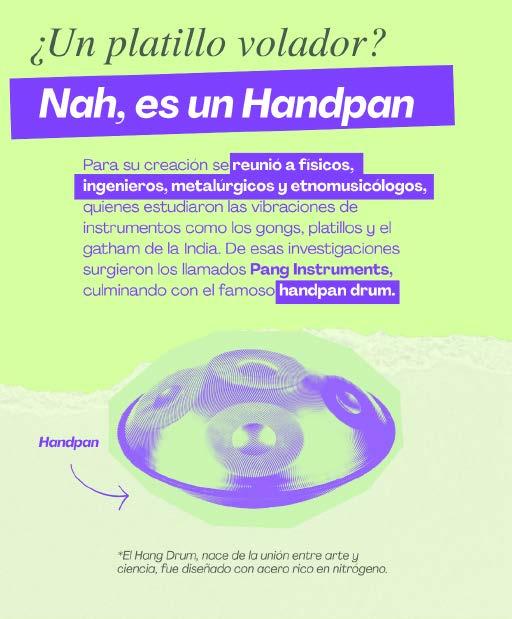 ¿Un platillo volador?
Nah, es un Handpan
Para su creación se reunió a físicos,
ingenieros, metalúrgicos y etnomusicólogos,
quienes estudiaron las vibraciones de
instrumentos como los gongs, platillos y el
gatham de la India. De esas investigaciones
surgieron los llamados Pang Instruments,
culminando con el famoso handpan drum.
Handpan
*El Hang Drum, nace de la unión entre arte y
ciencia, fue diseñado con acero rico en nitrógeno.